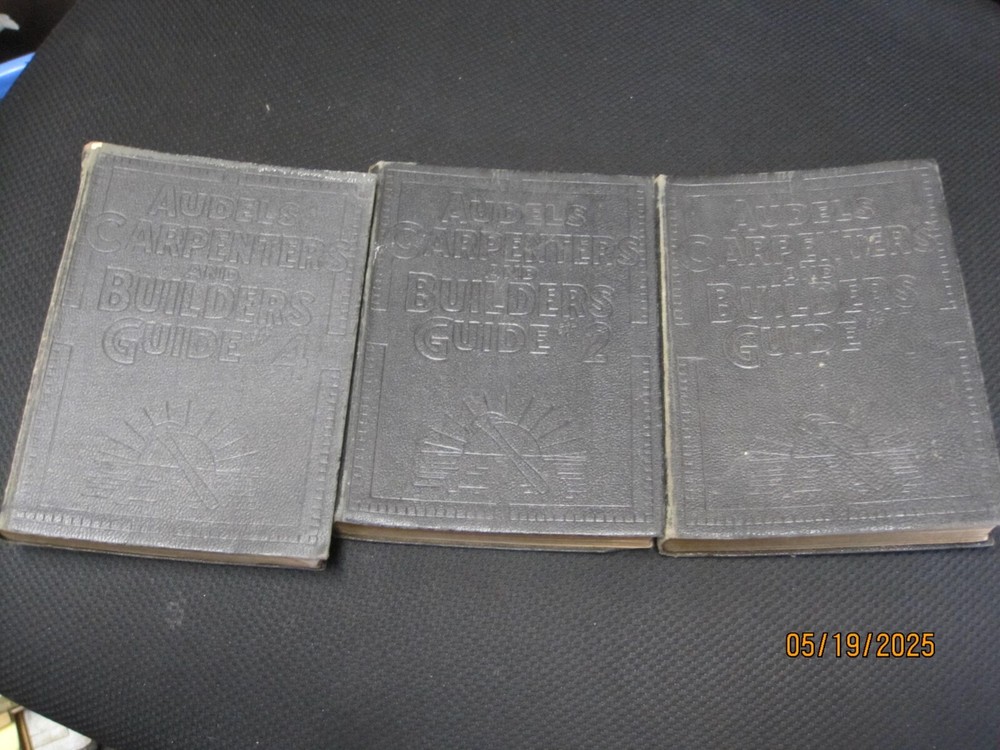 AUDELS
CARPENTERS
AND
BUILDERS
GUIDE #4
AUDELS
CARPENTERS
AND
BUILDERS
GUIDE #2
AUDELS
CARPENTERS
AND
BUILDERS
GUIDE
05/19/2025